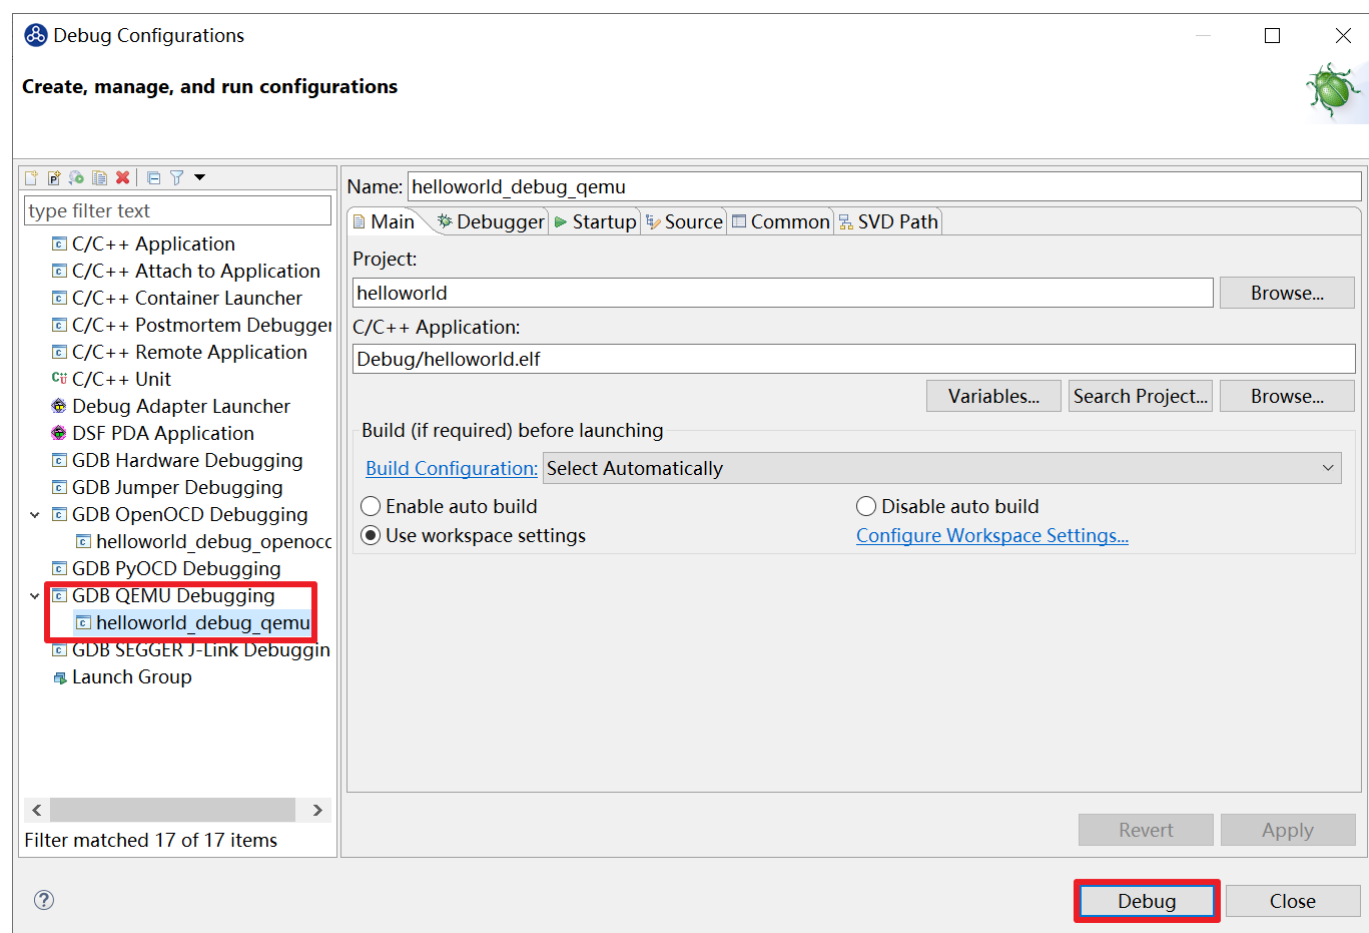 Debug Configurations
Create, manage, and run configurations
type filter text
C/C++ Application
C/C++ Attach to Application
C/C++ Container Launcher
C/C++ Postmortem Debugger
C/C++ Remote Application
C/C++ Unit
Debug Adapter Launcher
DSF PDA Application
GDB Hardware Debugging
GDB Jumper Debugging
GDB OpenOCD Debugging
helloworld_debug_openocc
GDB PyOCD Debugging
GDB QEMU Debugging
helloworld_debug_qemu
GDB SEGGER J-Link Debuggin
Launch Group
Filter matched 17 of 17 items
Name: helloworld_debug_qemu
Main Debugger Startup Source Common SVD Path
Project:
helloworld Browse...
C/C++ Application:
Debug/helloworld.elf
Variables... Search Project... Browse...
Build (if required) before launching
Build Configuration: Select Automatically
Enable auto build Disable auto build
Use workspace settings Configure Workspace Settings...
Revert Apply
Debug Close